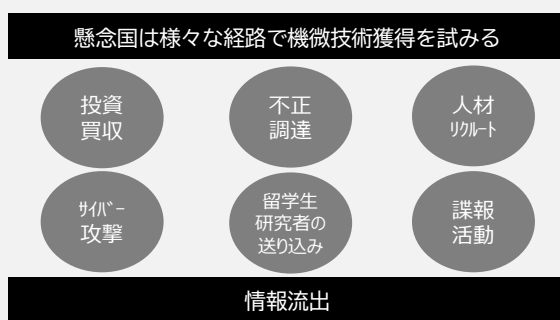 懸念国は様々な経路で機微技術獲得を試みる
投資
買収
不正
調達
人材
ﾘｸﾙｰﾄ
ｻｲﾊﾞｰ
攻撃
留学生
研究者の
送り込み
諜報
活動
情報流出